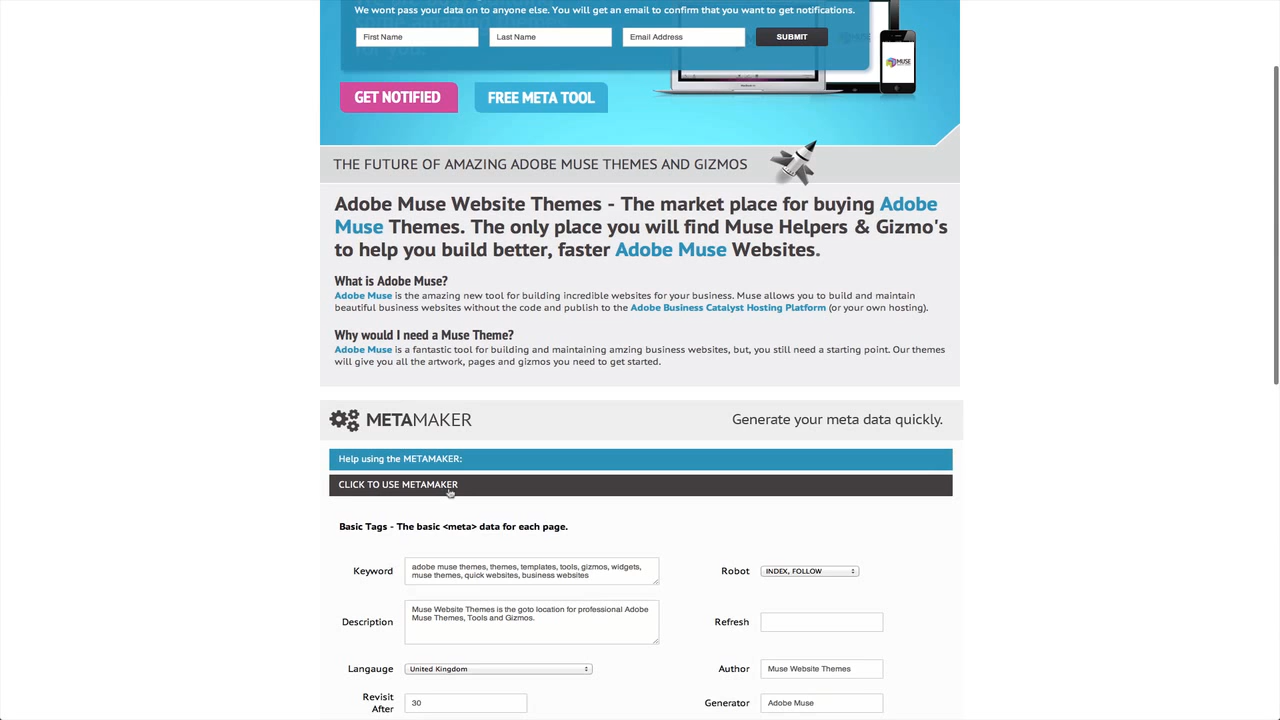 We wont pass your data on to anyone else. You will get an email to confirm that you want to get notifications.
First Name Last Name Email Address SUBMIT
for you.
MUSE
GET NOTIFIED FREE META TOOL
THE FUTURE OF AMAZING ADOBE MUSE THEMES AND GIZMOS
Adobe Muse Website Themes - The market place for buying Adobe
Muse Themes. The only place you will find Muse Helpers & Gizmo's
to help you build better, faster Adobe Muse Websites.
What is Adobe Muse?
Adobe Muse is the amazing new tool for building incredible websites for your business. Muse allows you to build and maintain
beautiful business websites without the code and publish to the Adobe Business Catalyst Hosting Platform (or your own hosting).
Why would I need a Muse Theme?
Adobe Muse is a fantastic tool for building and maintaining amzing business websites, but, you still need a starting point. Our themes
will give you all the artwork, pages and gizmos you need to get started.
METAMAKER Generate your meta data quickly.
Help using the METAMAKER:
CLICK TO USE METAMAKER
Basic Tags - The basic <meta> data for each page.
Keyword adobe muse themes, themes, templates, tools, gizmos, widgets, Robot INDEX, FOLLOW
muse themes, quick websites, business websites
Description Muse Website Themes is the goto location for professional Adobe Refresh
Muse Themes, Tools and Gizmos.
Langauge United Kingdom Author Muse Website Themes
Revisit After 30 Generator Adobe Muse